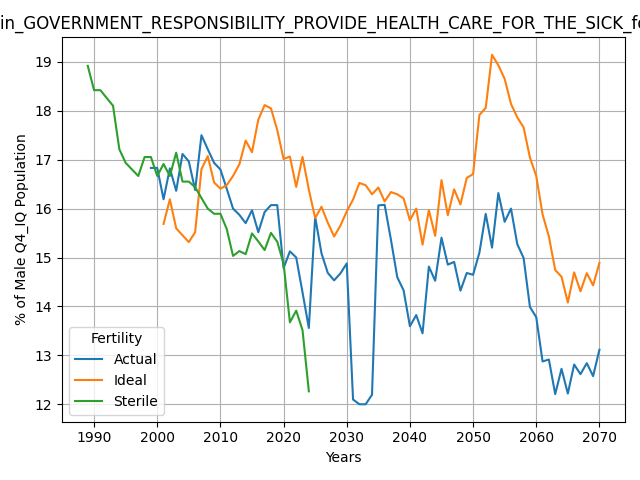 in_GOVERNMENT_RESPONSIBILITY_PROVIDE_HEALTH_CARE_FOR_THE_SICK_f
% of Male Q4_IQ Population
19
18
17
16
15
14
13
12
Fertility
Actual
Ideal
Sterile
1990 2000 2010 2020 2030 2040 2050 2060 2070
Years